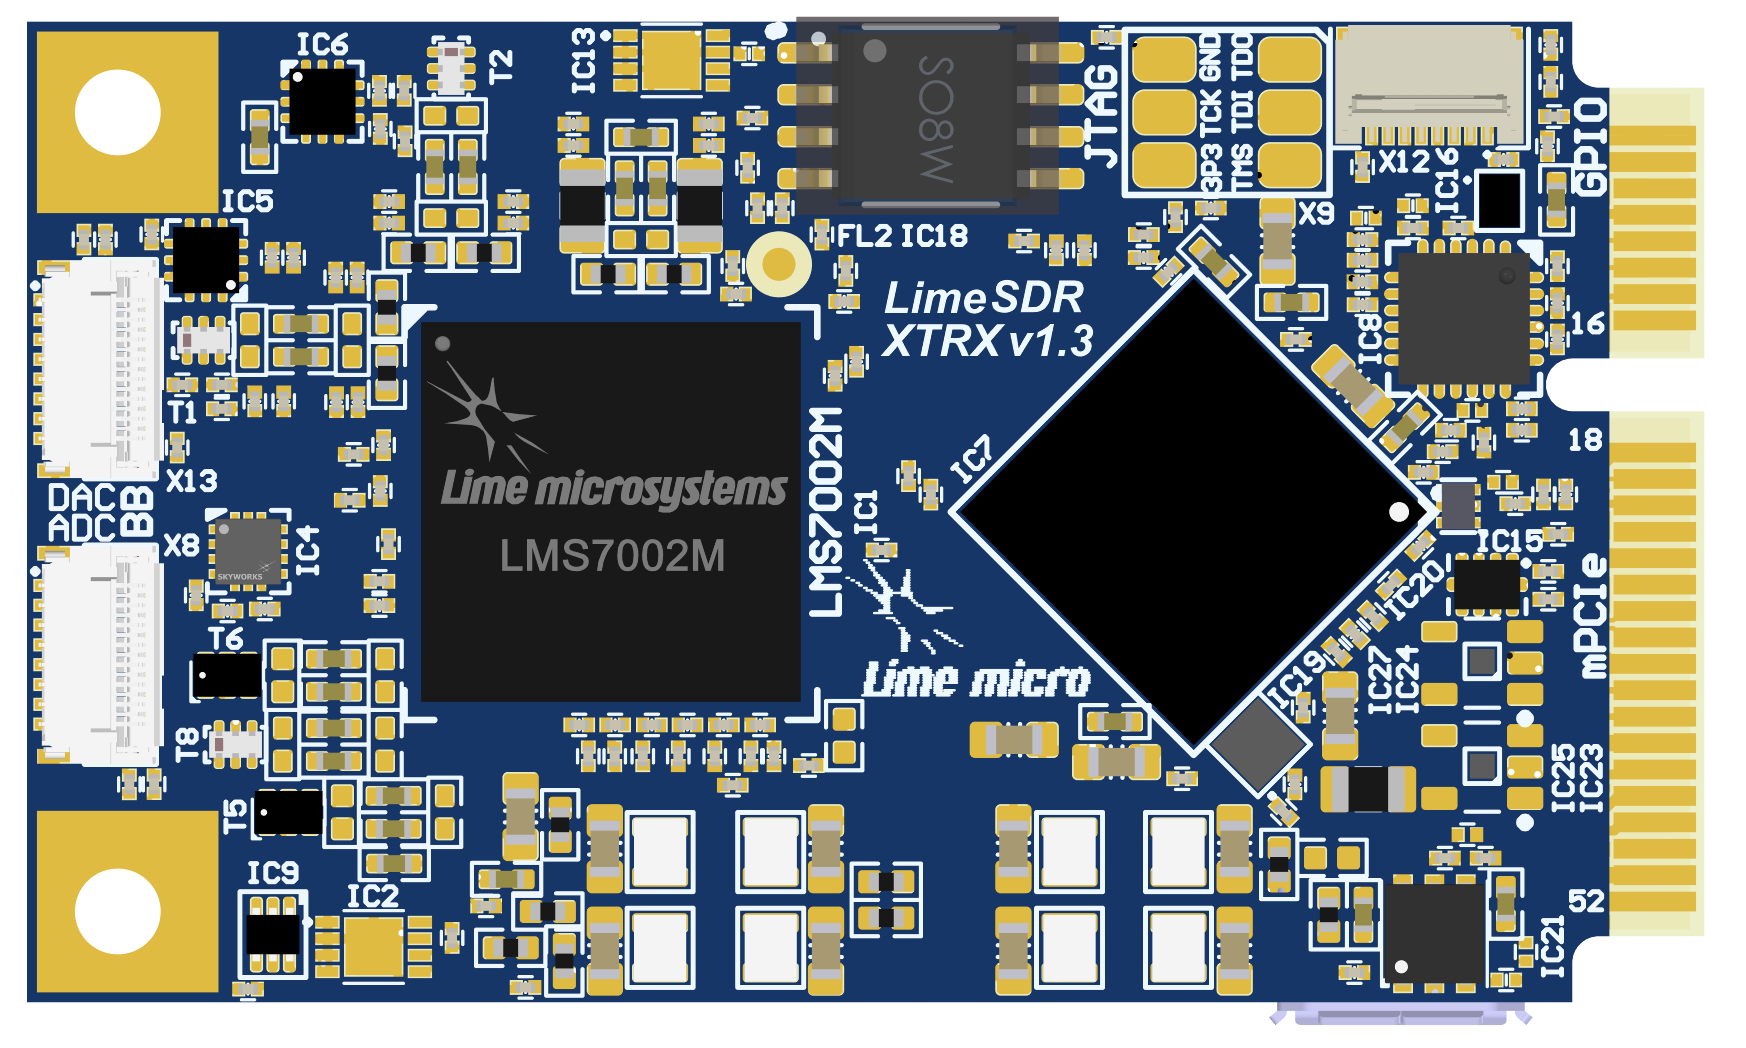 IC6
T2
IC13
SO8W
JTAG
3P3 TCK GND
TMS TDI TDO
X12
IC16
GPIO
IC5
X9
FL2 IC18
LimeSDR
XTRX v1.3
IC8
16
T1
X13
DAC
ADC
BB
X8
IC4
SKYWORKS
Lime microsystems
LMS7002M
LMS7002M
IC1
IC7
18
IC15
IC20
mPCIe
T6
Lime micro
IC19
IC27
IC24
T8
T5
IC25
IC23
IC9
IC2
52
IC21